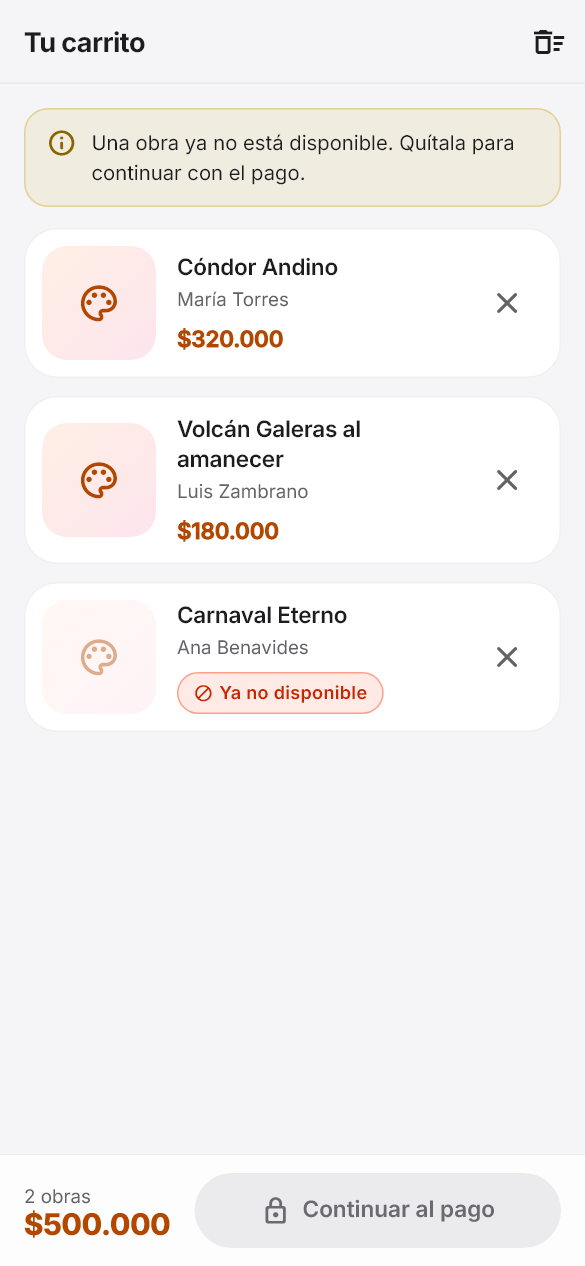 Tu carrito
Una obra ya no está disponible. Quítala para
continuar con el pago.
Cóndor Andino
María Torres
$320.000
Volcán Galeras al
amanecer
Luis Zambrano
$180.000
Carnaval Eterno
Ana Benavides
Ya no disponible
2 obras
$500.000
Continuar al pago